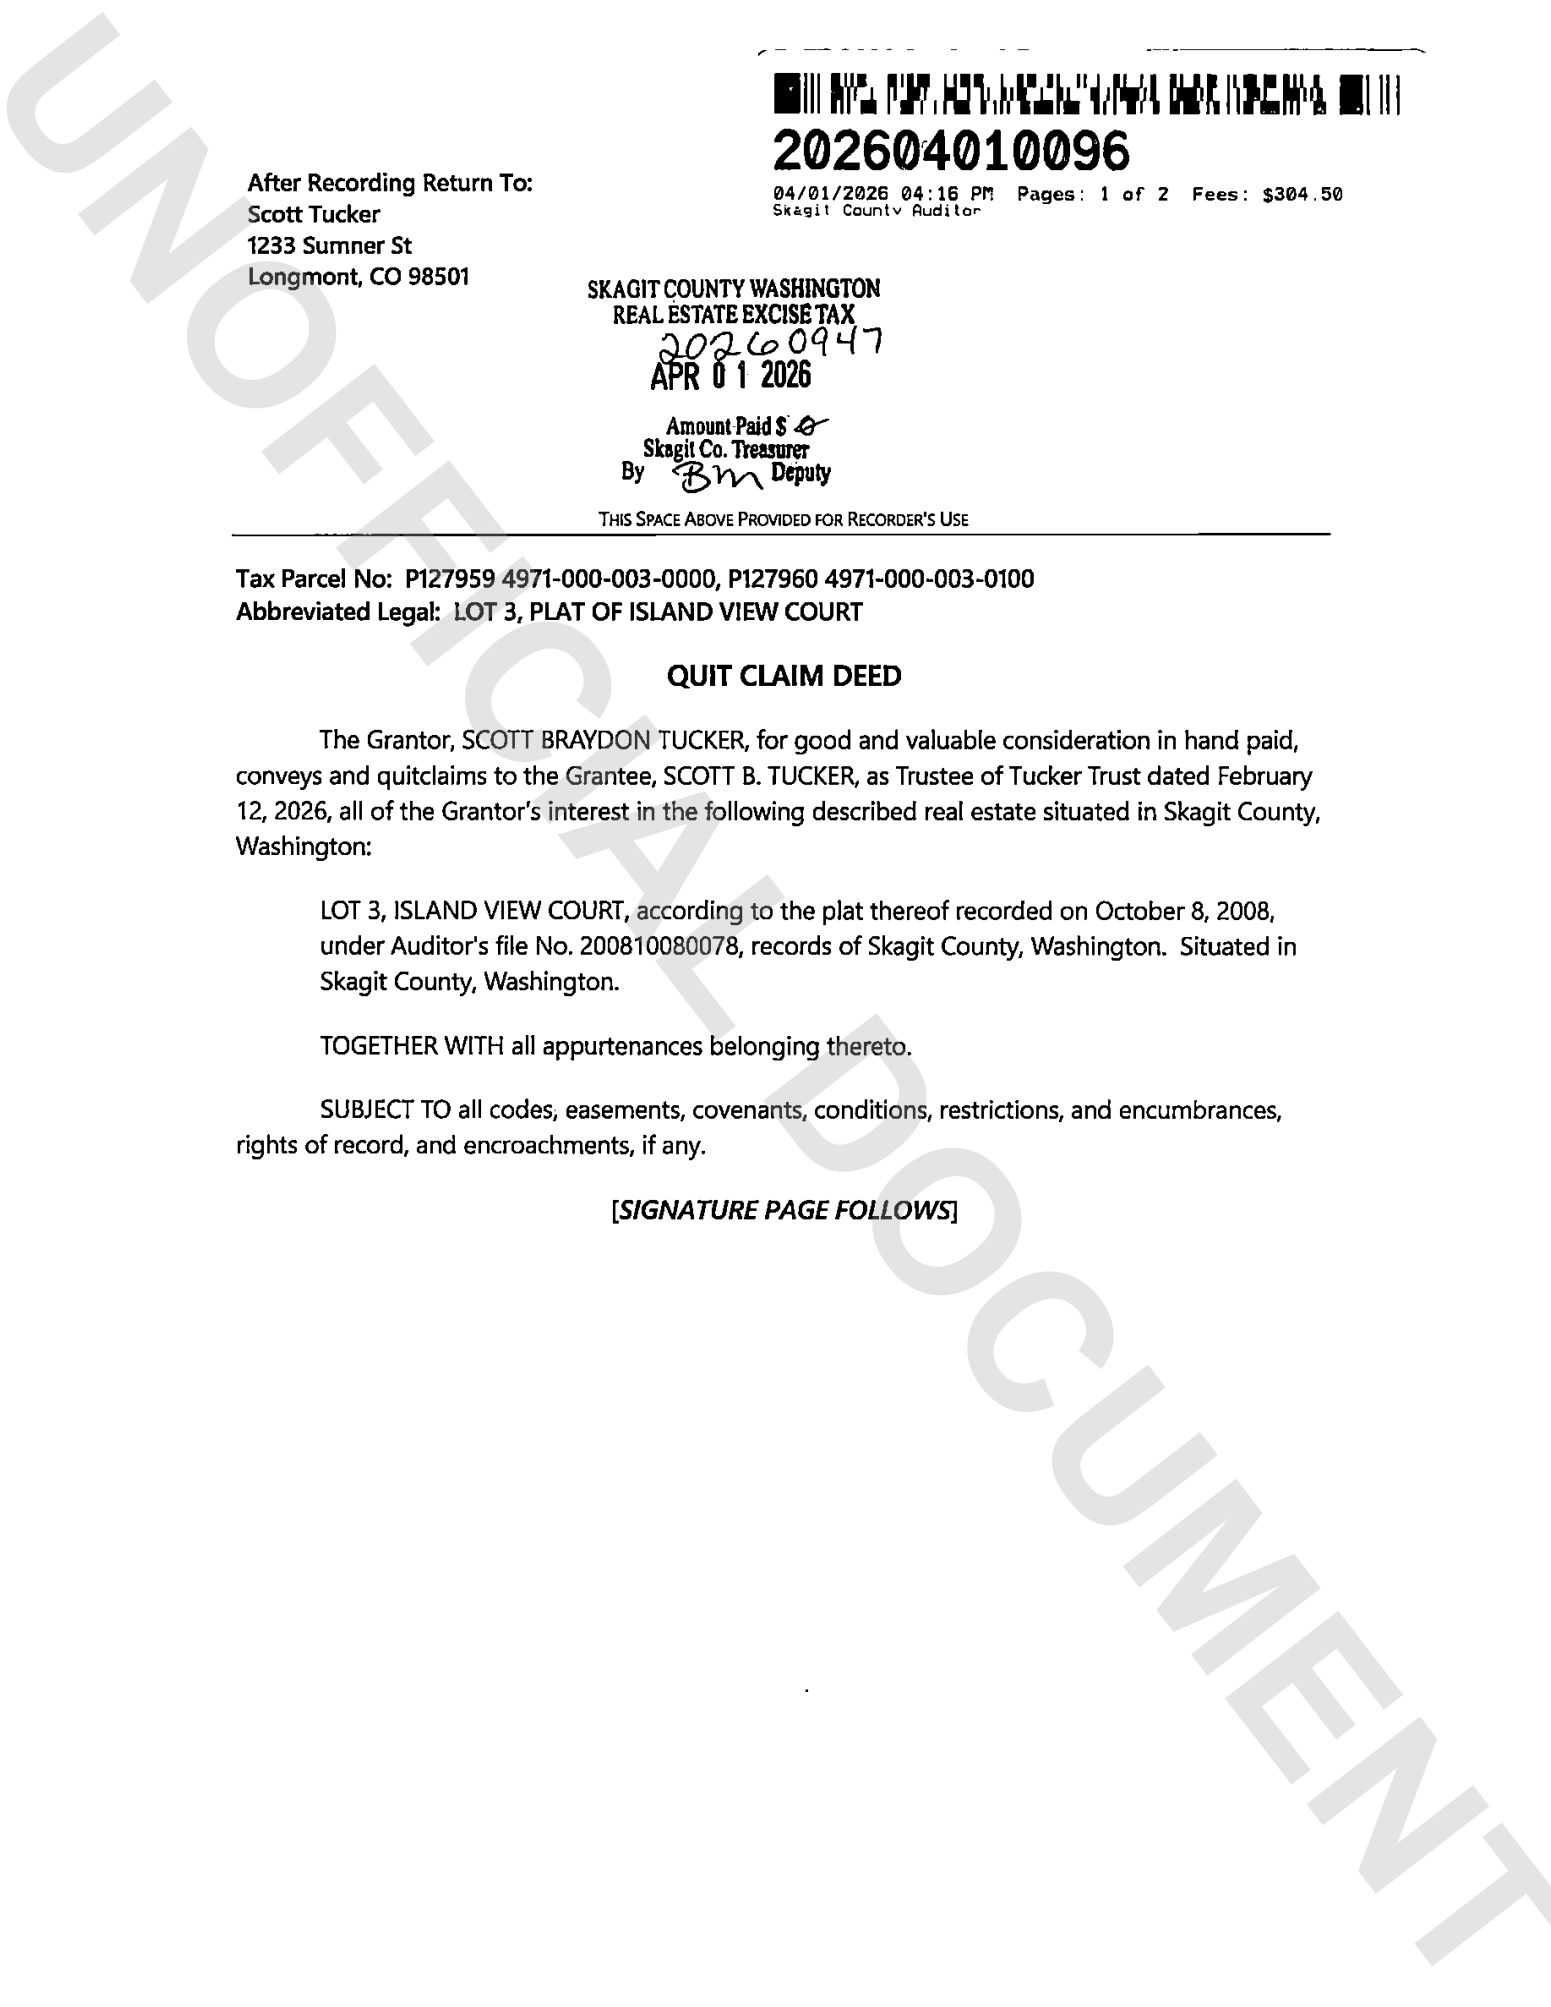 202604010096
04/01/2026 04:16 PM Pages: 1 of 2 Fees: $304.50
Skagit County Auditor
After Recording Return To:
Scott Tucker
1233 Sumner St
Longmont, CO 98501
SKAGIT COUNTY WASHINGTON
REAL ESTATE EXCISE TAX
20260947
APR 01 2026
Amount Paid $ 0
Skagit Co. Treasurer
By BM Deputy
THIS SPACE ABOVE PROVIDED FOR RECORDER'S USE
Tax Parcel No: P127959 4971-000-003-0000, P127960 4971-000-003-0100
Abbreviated Legal: LOT 3, PLAT OF ISLAND VIEW COURT
QUIT CLAIM DEED
The Grantor, SCOTT BRAYDON TUCKER, for good and valuable consideration in hand paid,
conveys and quitclaims to the Grantee, SCOTT B. TUCKER, as Trustee of Tucker Trust dated February
12, 2026, all of the Grantor's interest in the following described real estate situated in Skagit County,
Washington:
LOT 3, ISLAND VIEW COURT, according to the plat thereof recorded on October 8, 2008,
under Auditor's file No. 200810080078, records of Skagit County, Washington. Situated in
Skagit County, Washington.
TOGETHER WITH all appurtenances belonging thereto.
SUBJECT TO all codes, easements, covenants, conditions, restrictions, and encumbrances,
rights of record, and encroachments, if any.
[SIGNATURE PAGE FOLLOWS]
UNOFFICIAL DOCUMENT